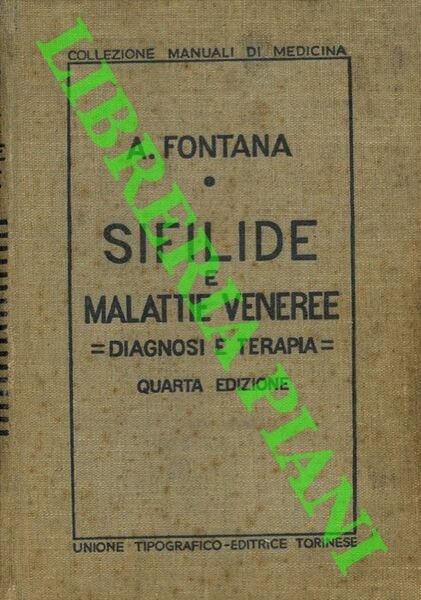 COLLEZIONE MANUALI DI MEDICINA
A. FONTANA
SIFILIDE
E
MALATTIE VENEREE
= DIAGNOSI E TERAPIA =
QUARTA EDIZIONE
UNIONE TIPOGRAFICO-EDITRICE TORINESE
LIBRERIA PIANI